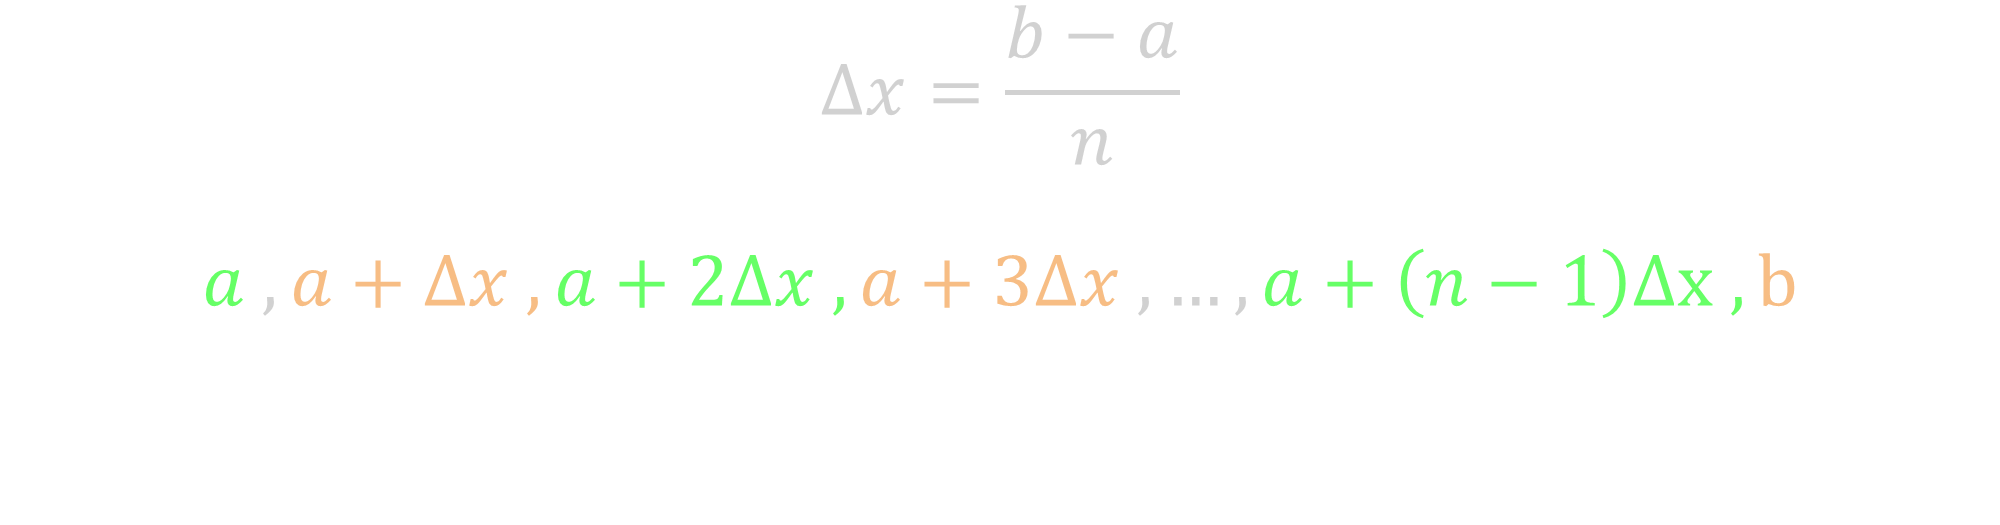 Δx = (b − a)/n
a , a + Δx , a + 2Δx , a + 3Δx , … , a + (n − 1)Δx , b